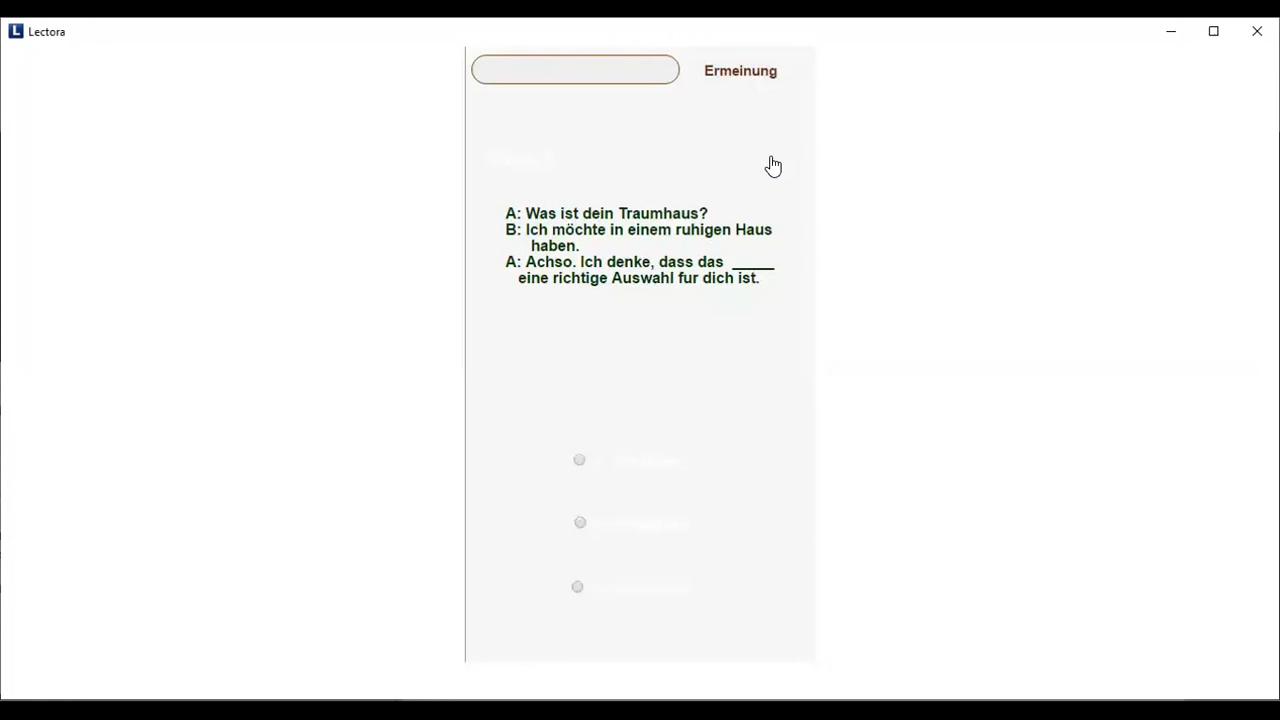 Lectora
Ermeinung
A: Was ist dein Traumhaus?
B: Ich möchte in einem ruhigen Haus
haben.
A: Achso. Ich denke, dass das _____
eine richtige Auswahl fur dich ist.